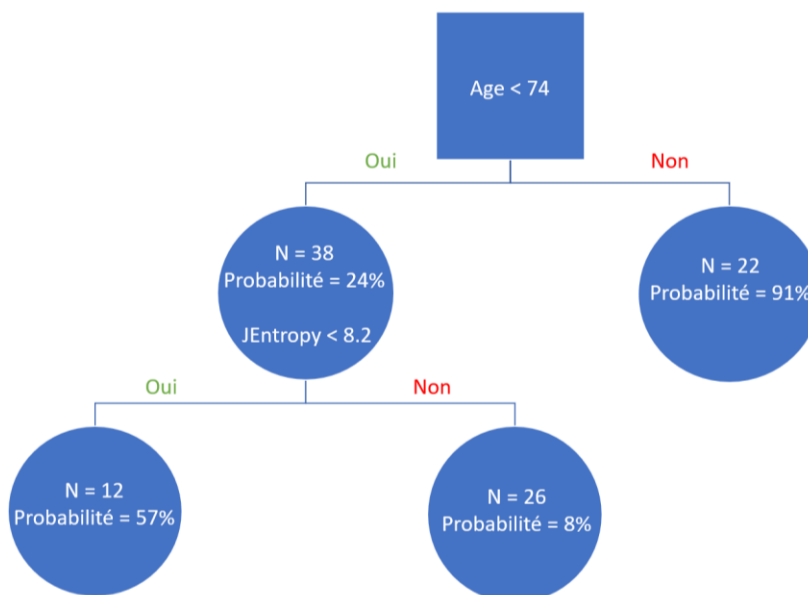 Age < 74
Oui
Non
N = 38
Probabilité = 24%
JEntropy < 8.2
N = 22
Probabilité = 91%
Oui
Non
N = 12
Probabilité = 57%
N = 26
Probabilité = 8%